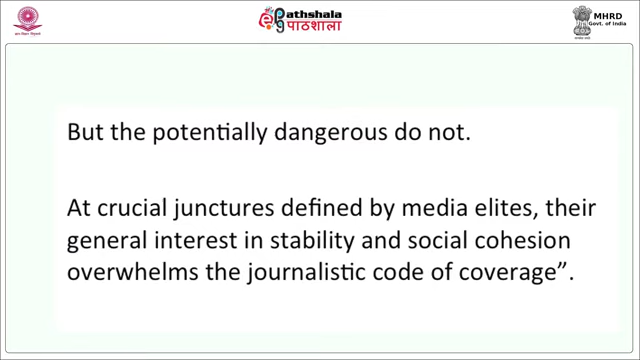 ePathshala
पाठशाला
MHRD
Govt. of India
But the potentially dangerous do not.
At crucial junctures defined by media elites, their
general interest in stability and social cohesion
overwhelms the journalistic code of coverage”.